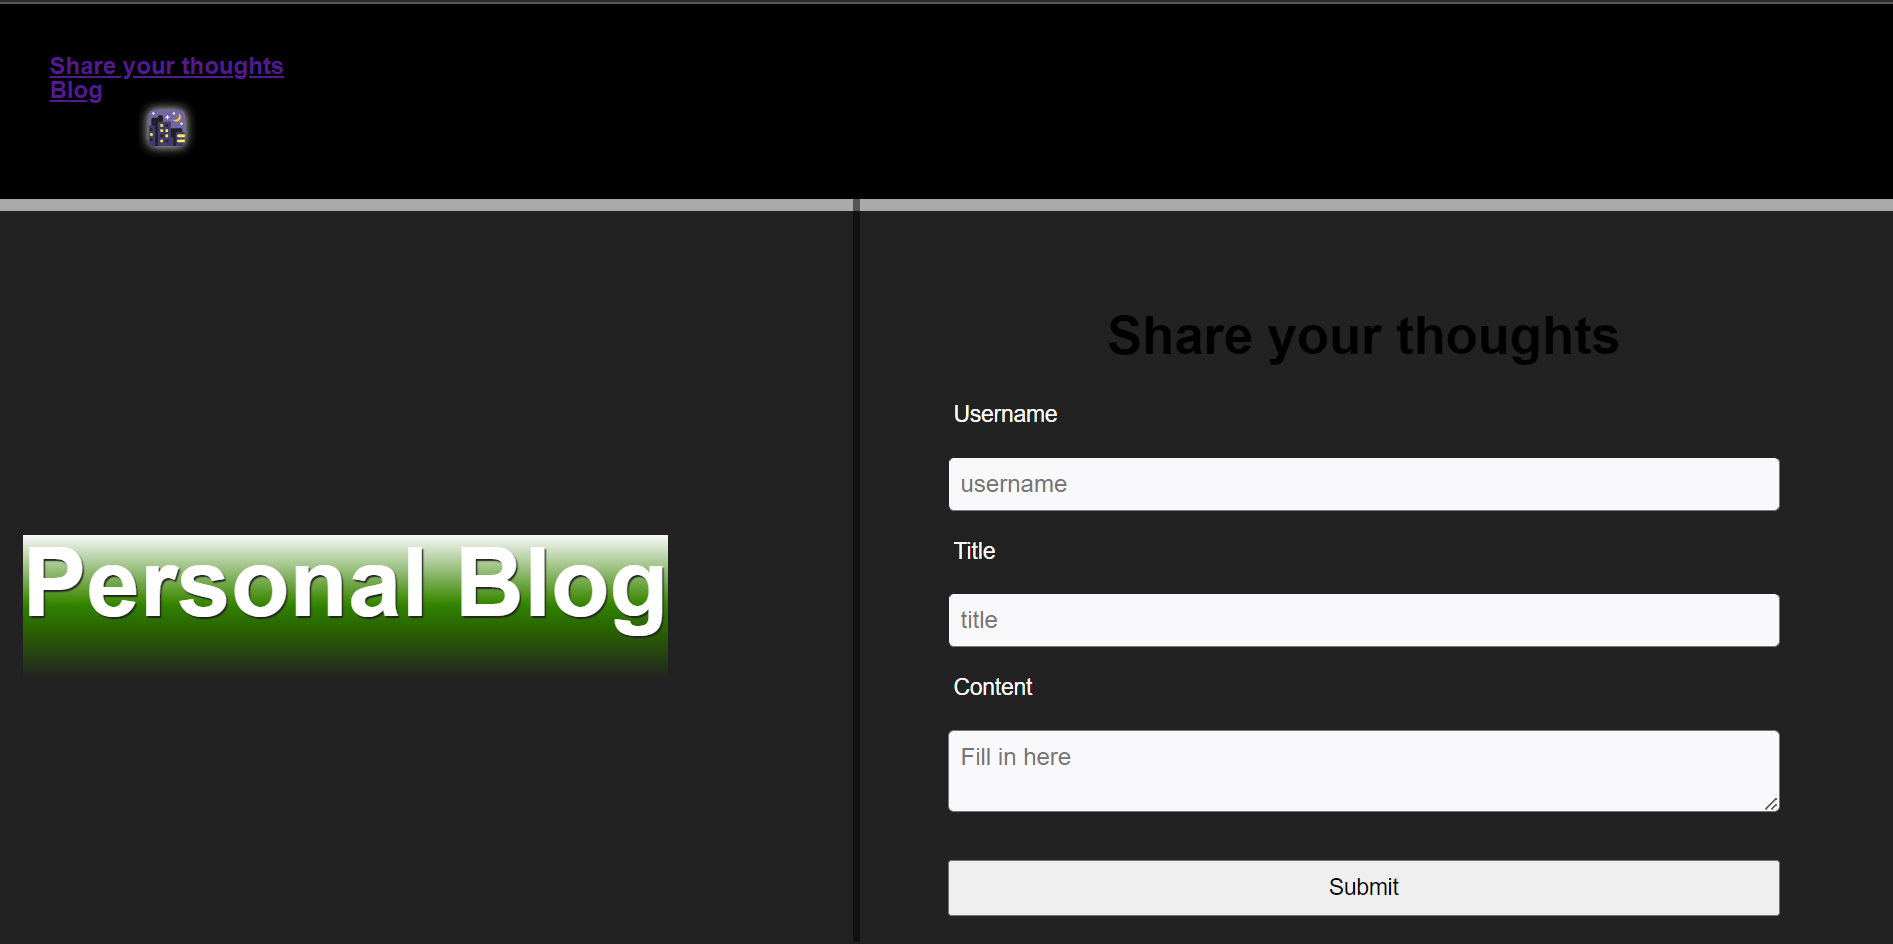 Share your thoughts
Blog
Personal Blog
Share your thoughts
Username
username
Title
title
Content
Fill in here
Submit